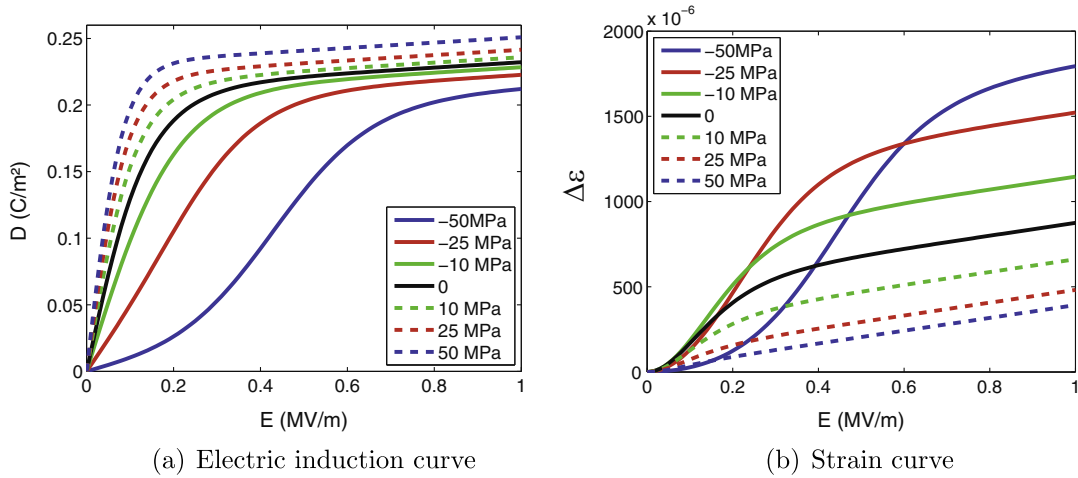 0.25
0.2
0.15
0.1
0.05
0
D (C/m²)
0 0.2 0.4 0.6 0.8 1
E (MV/m)
−50MPa
−25 MPa
−10 MPa
0
10 MPa
25 MPa
50 MPa
(a) Electric induction curve
x 10⁻⁶
2000
1500
1000
500
0
Δε
0 0.2 0.4 0.6 0.8 1
E (MV/m)
−50MPa
−25 MPa
−10 MPa
0
10 MPa
25 MPa
50 MPa
(b) Strain curve